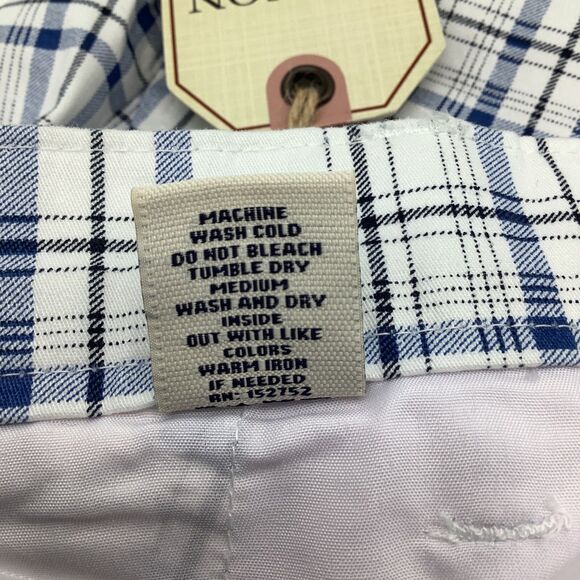 MACHINE
WASH COLD
DO NOT BLEACH
TUMBLE DRY
MEDIUM
WASH AND DRY
INSIDE
OUT WITH LIKE
COLORS
WARM IRON
IF NEEDED
RN: 152752